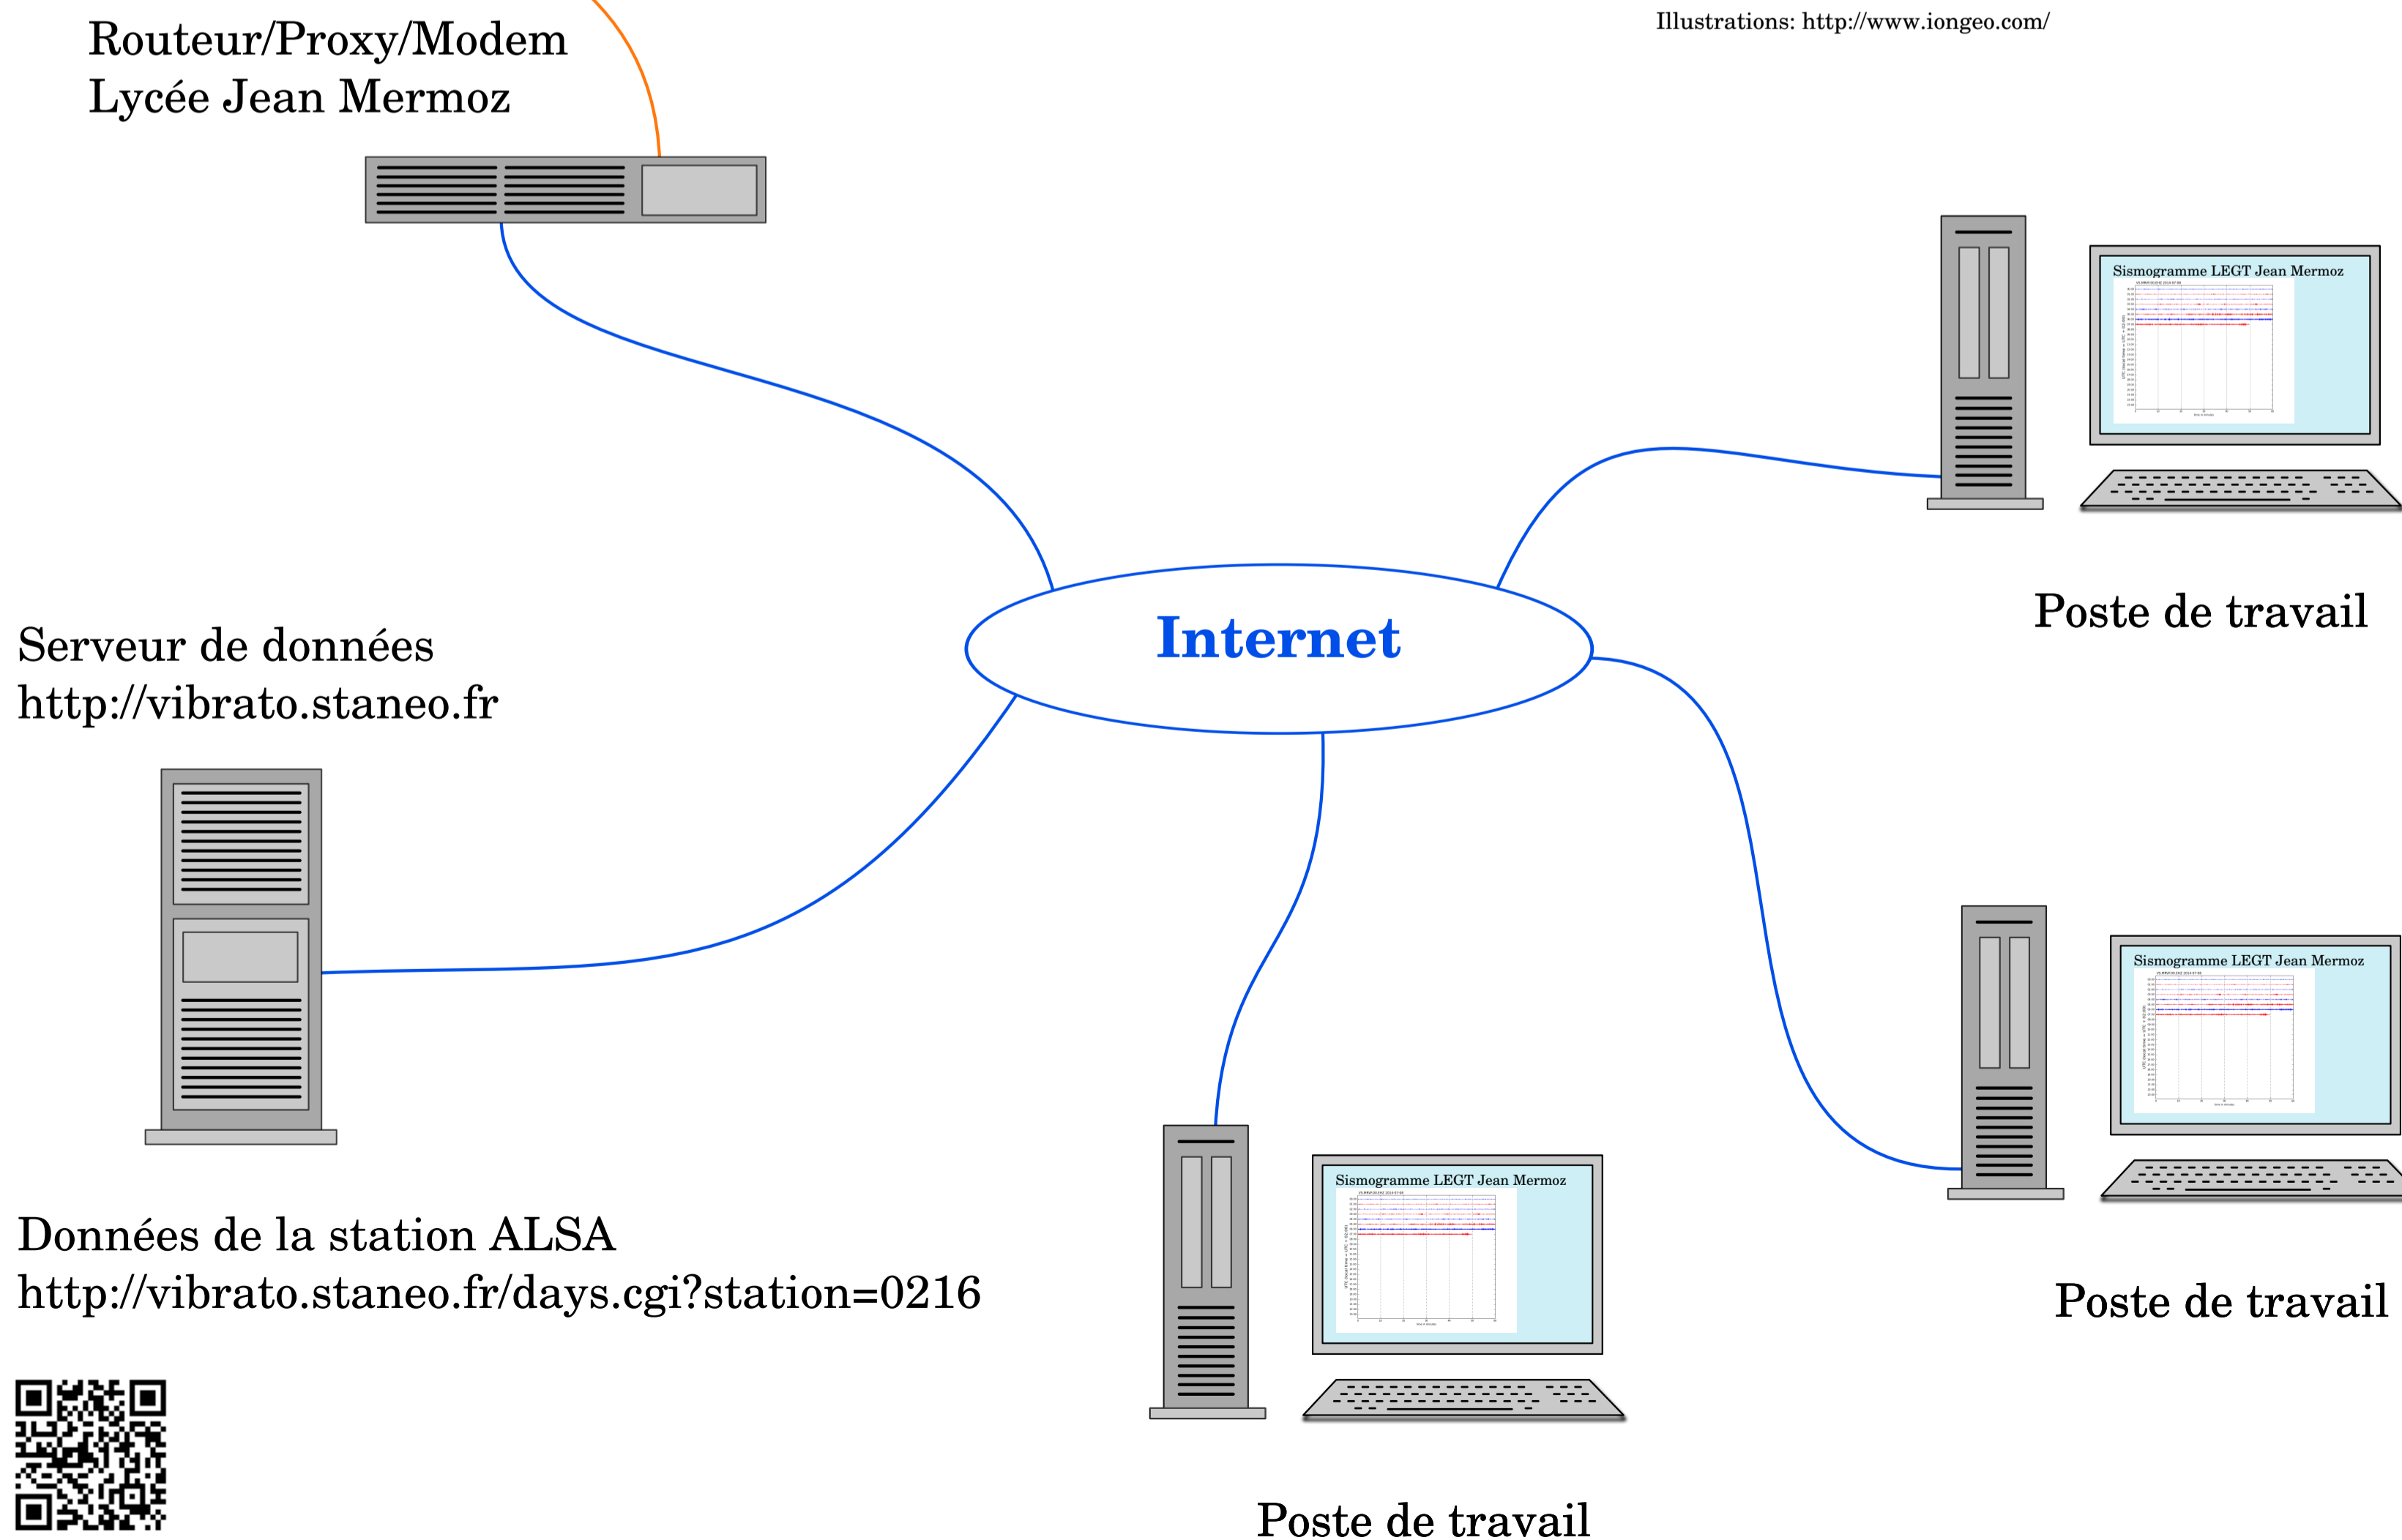 Routeur/Proxy/Modem
Lycée Jean Mermoz
Illustrations: http://www.iongeo.com/
Sismogramme LEGT Jean Mermoz
Poste de travail
Internet
Serveur de données
http://vibrato.staneo.fr
Sismogramme LEGT Jean Mermoz
Poste de travail
Données de la station ALSA
http://vibrato.staneo.fr/days.cgi?station=0216
Sismogramme LEGT Jean Mermoz
Poste de travail